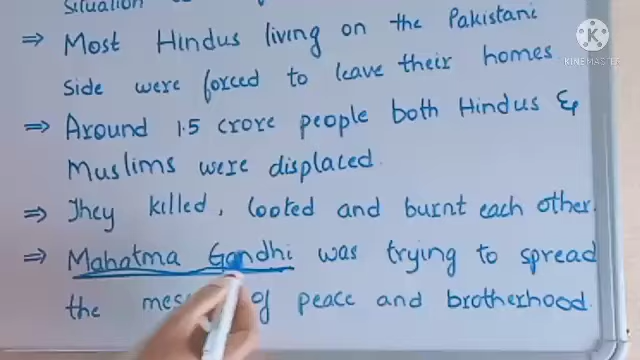 situation
⇒ Most Hindus living on the Pakistani
side were forced to leave their homes
⇒ Around 1.5 crore people both Hindus &
Muslims were displaced.
⇒ They killed, looted and burnt each other.
⇒ Mahatma Gandhi was trying to spread
the of peace and brotherhood.
KINEMASTER